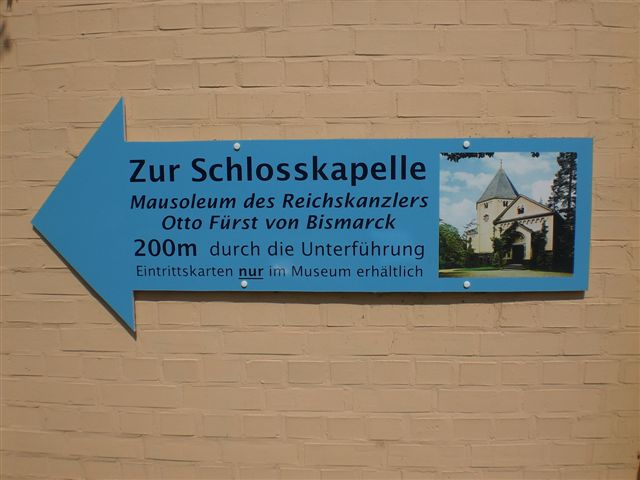 Zur Schlosskapelle
Mausoleum des Reichskanzlers
Otto Fürst von Bismarck
200m durch die Unterführung
Eintrittskarten nur im Museum erhältlich